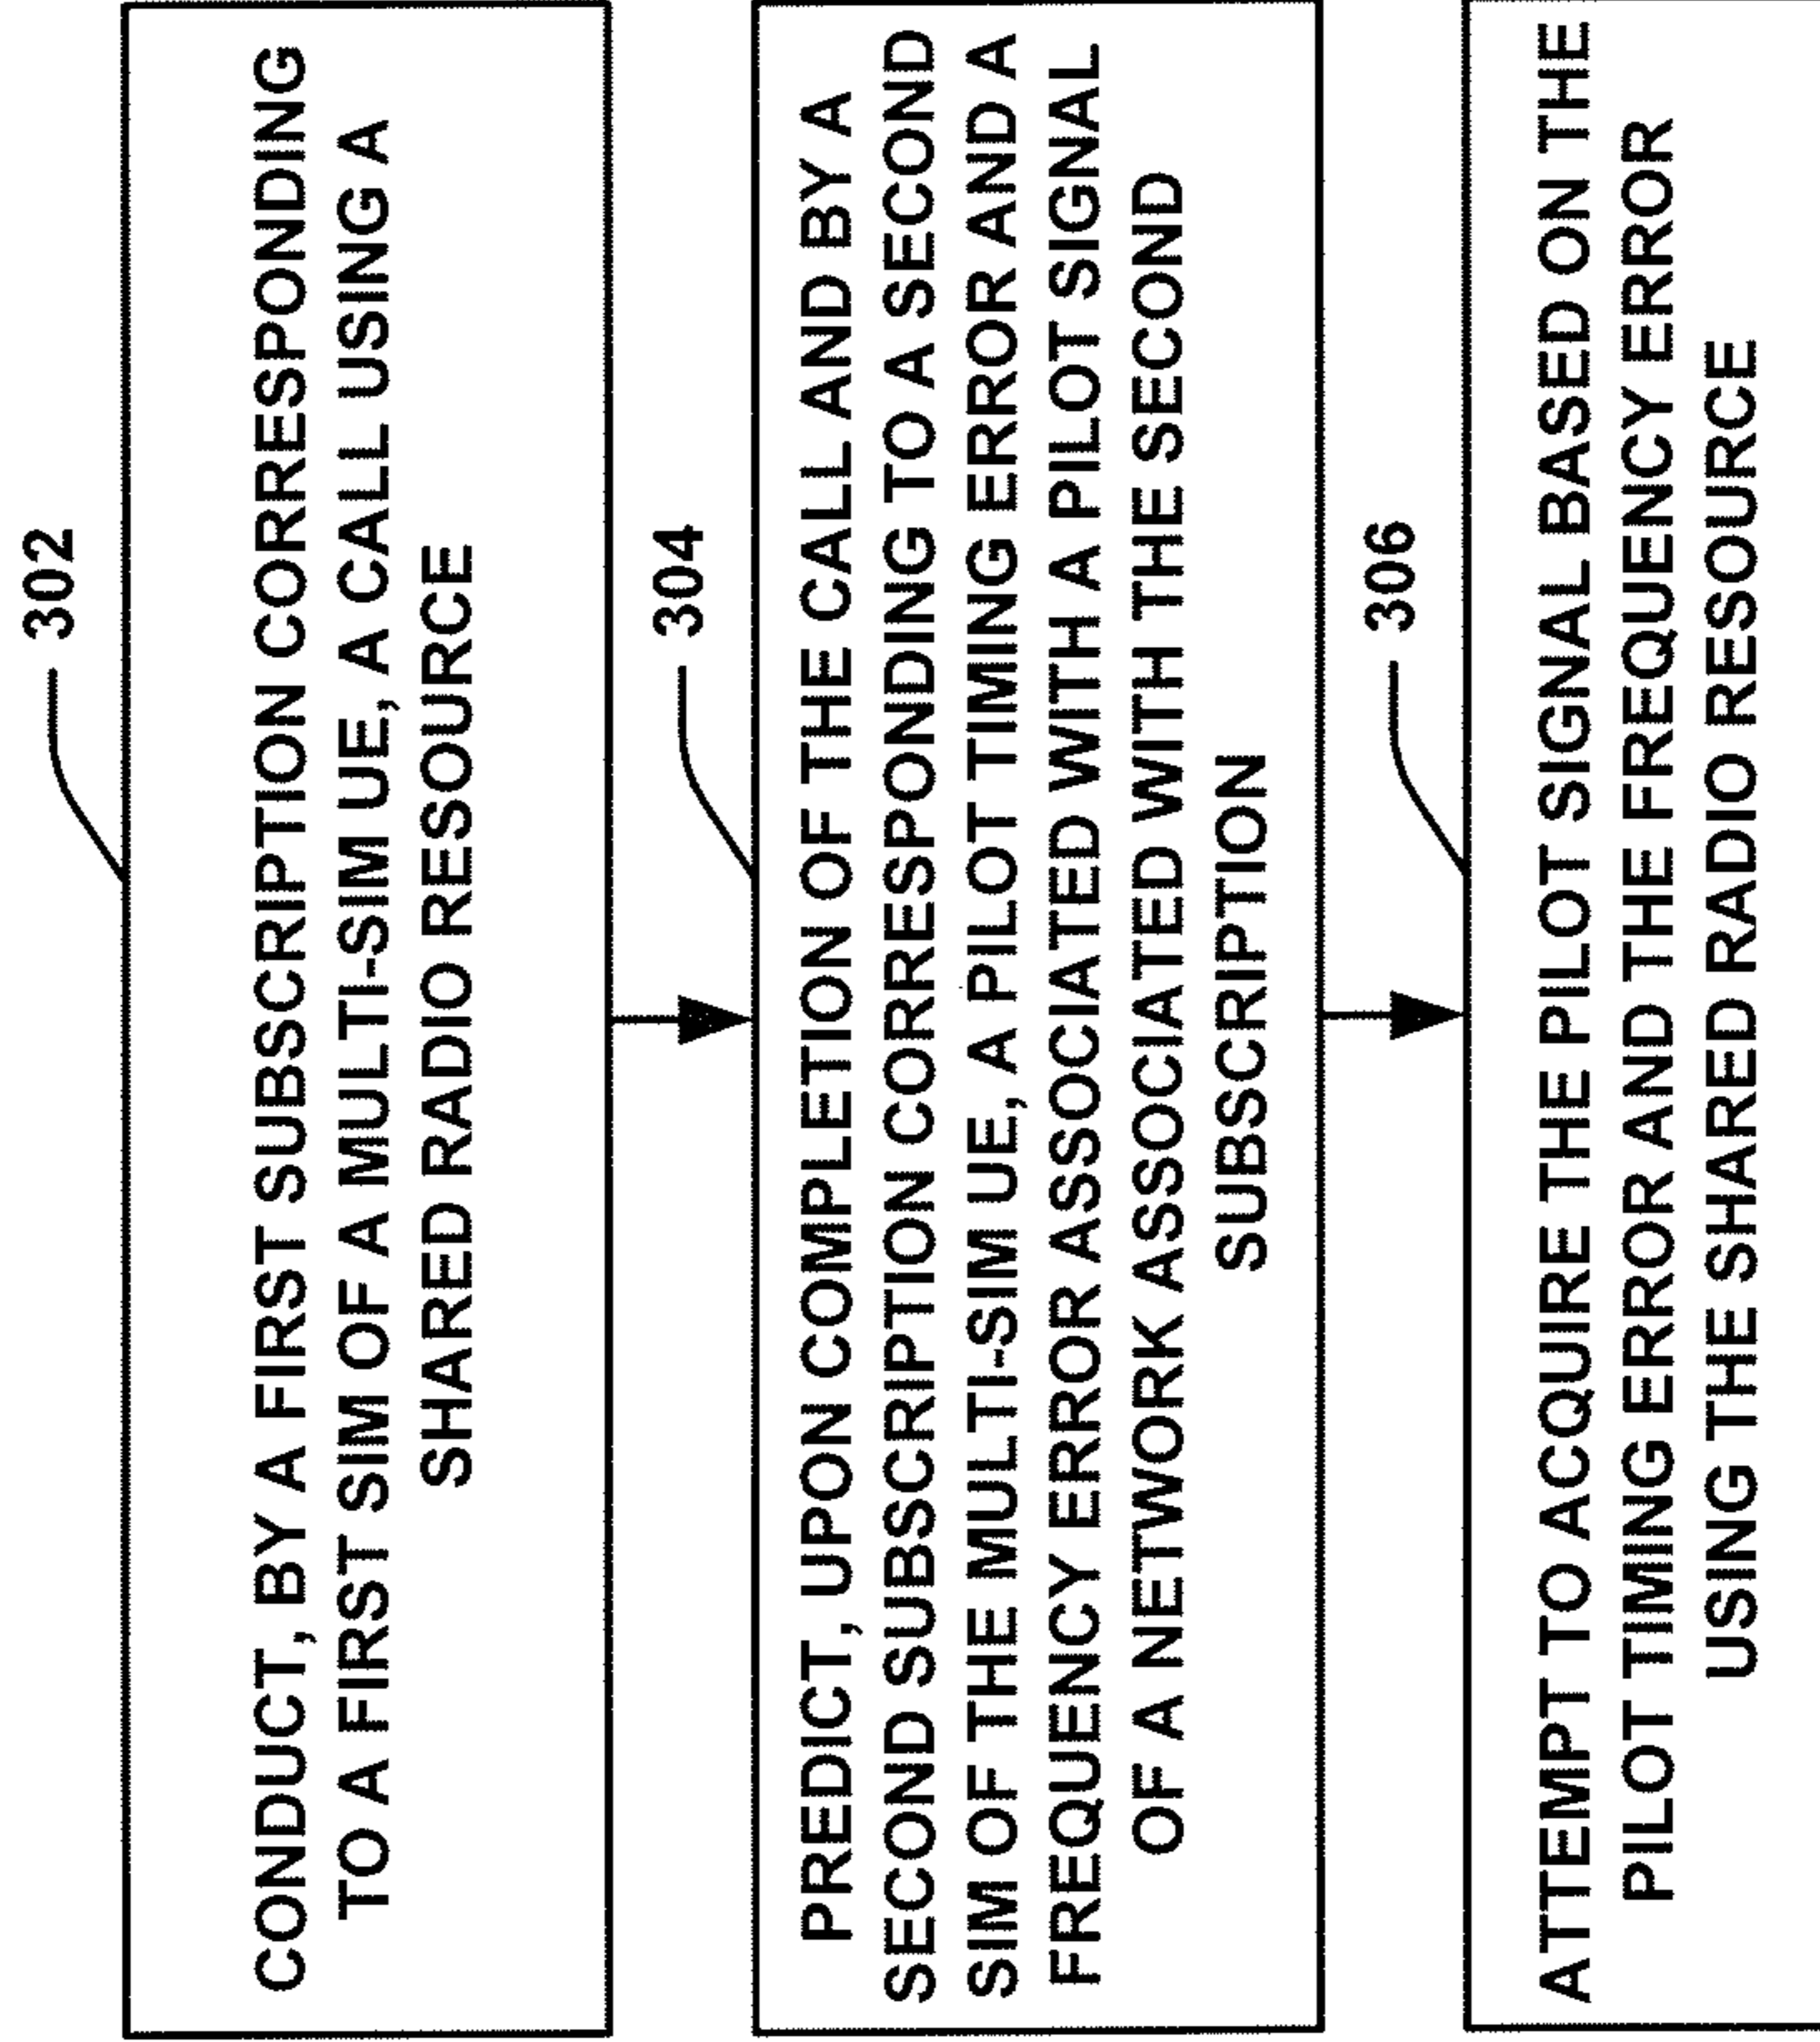 302
CONDUCT, BY A FIRST SUBSCRIPTION CORRESPONDING
TO A FIRST SIM OF A MULTI-SIM UE, A CALL USING A
SHARED RADIO RESOURCE
304
PREDICT, UPON COMPLETION OF THE CALL AND BY A
SECOND SUBSCRIPTION CORRESPONDING TO A SECOND
SIM OF THE MULTI-SIM UE, A PILOT TIMING ERROR AND A
FREQUENCY ERROR ASSOCIATED WITH A PILOT SIGNAL
OF A NETWORK ASSOCIATED WITH THE SECOND
SUBSCRIPTION
306
ATTEMPT TO ACQUIRE THE PILOT SIGNAL BASED ON THE
PILOT TIMING ERROR AND THE FREQUENCY ERROR
USING THE SHARED RADIO RESOURCE